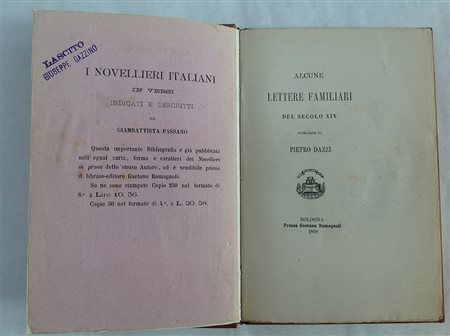 LASCITO
GIUSEPPE GAZZINO
I NOVELLIERI ITALIANI
IN VERSI
INDICATI E DESCRITTI
DA
GIAMBATTISTA PASSANO
Questa importante Bibliografia è già pubblicata
nell'egual carta, forma e caratteri dei Novellieri
in prosa dello stesso Autore, ed è vendibile presso
il libraio-editore Gaetano Romagnoli.
Se ne sono stampate Copie 250 nel formato di
8.° a Lire 10. 50.
Copie 50 nel formato di 4.°, a L. 20. 58.
ALCUNE
LETTERE FAMILIARI
DEL SECOLO XIV
PUBBLICATE DA
PIETRO DAZZI
BOLOGNA
Presso Gaetano Romagnoli
1868